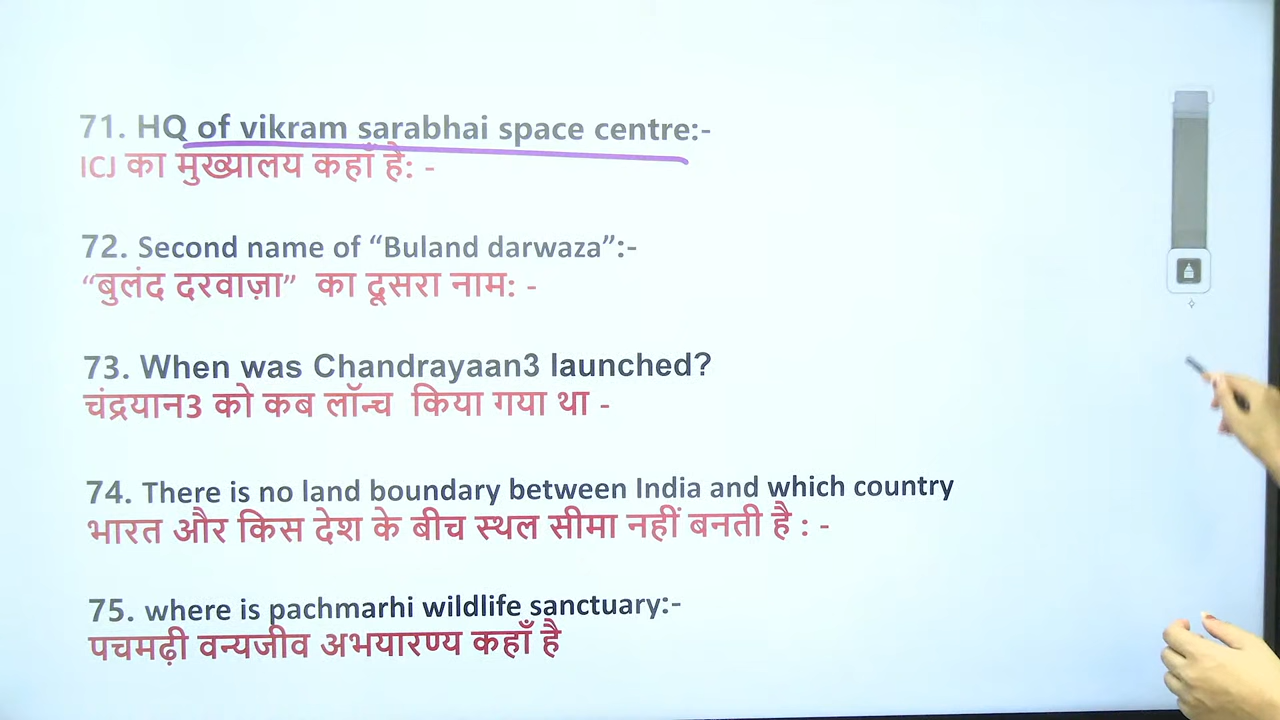 71. HQ of vikram sarabhai space centre:-
ICJ का मुख्यालय कहाँ है: -
72. Second name of “Buland darwaza”:-
“बुलंद दरवाज़ा” का दूसरा नाम: -
73. When was Chandrayaan3 launched?
चंद्रयान3 को कब लॉन्च किया गया था -
74. There is no land boundary between India and which country
भारत और किस देश के बीच स्थल सीमा नहीं बनती है : -
75. where is pachmarhi wildlife sanctuary:-
पचमढ़ी वन्यजीव अभयारण्य कहाँ है